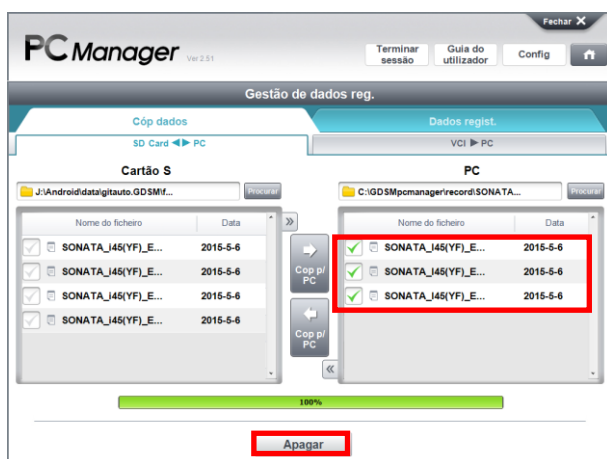 Fechar X
PC Manager Ver 2.51
Terminar sessão
Guia do utilizador
Config
Gestão de dados reg.
Cóp dados
Dados regist.
SD Card ◀▶ PC
VCI ▶ PC
Cartão S
PC
J:\Android\data\gitauto.GDSM\f...
Procurar
C:\GDSMpcmanager\record\SONATA...
Procurar
Nome do ficheiro
Data
Nome do ficheiro
Data
SONATA_i45(YF)_E... 2015-5-6
SONATA_i45(YF)_E... 2015-5-6
SONATA_i45(YF)_E... 2015-5-6
SONATA_i45(YF)_E... 2015-5-6
Cop p/
PC
Cop p/
PC
SONATA_i45(YF)_E... 2015-5-6
SONATA_i45(YF)_E... 2015-5-6
SONATA_i45(YF)_E... 2015-5-6
100%
Apagar